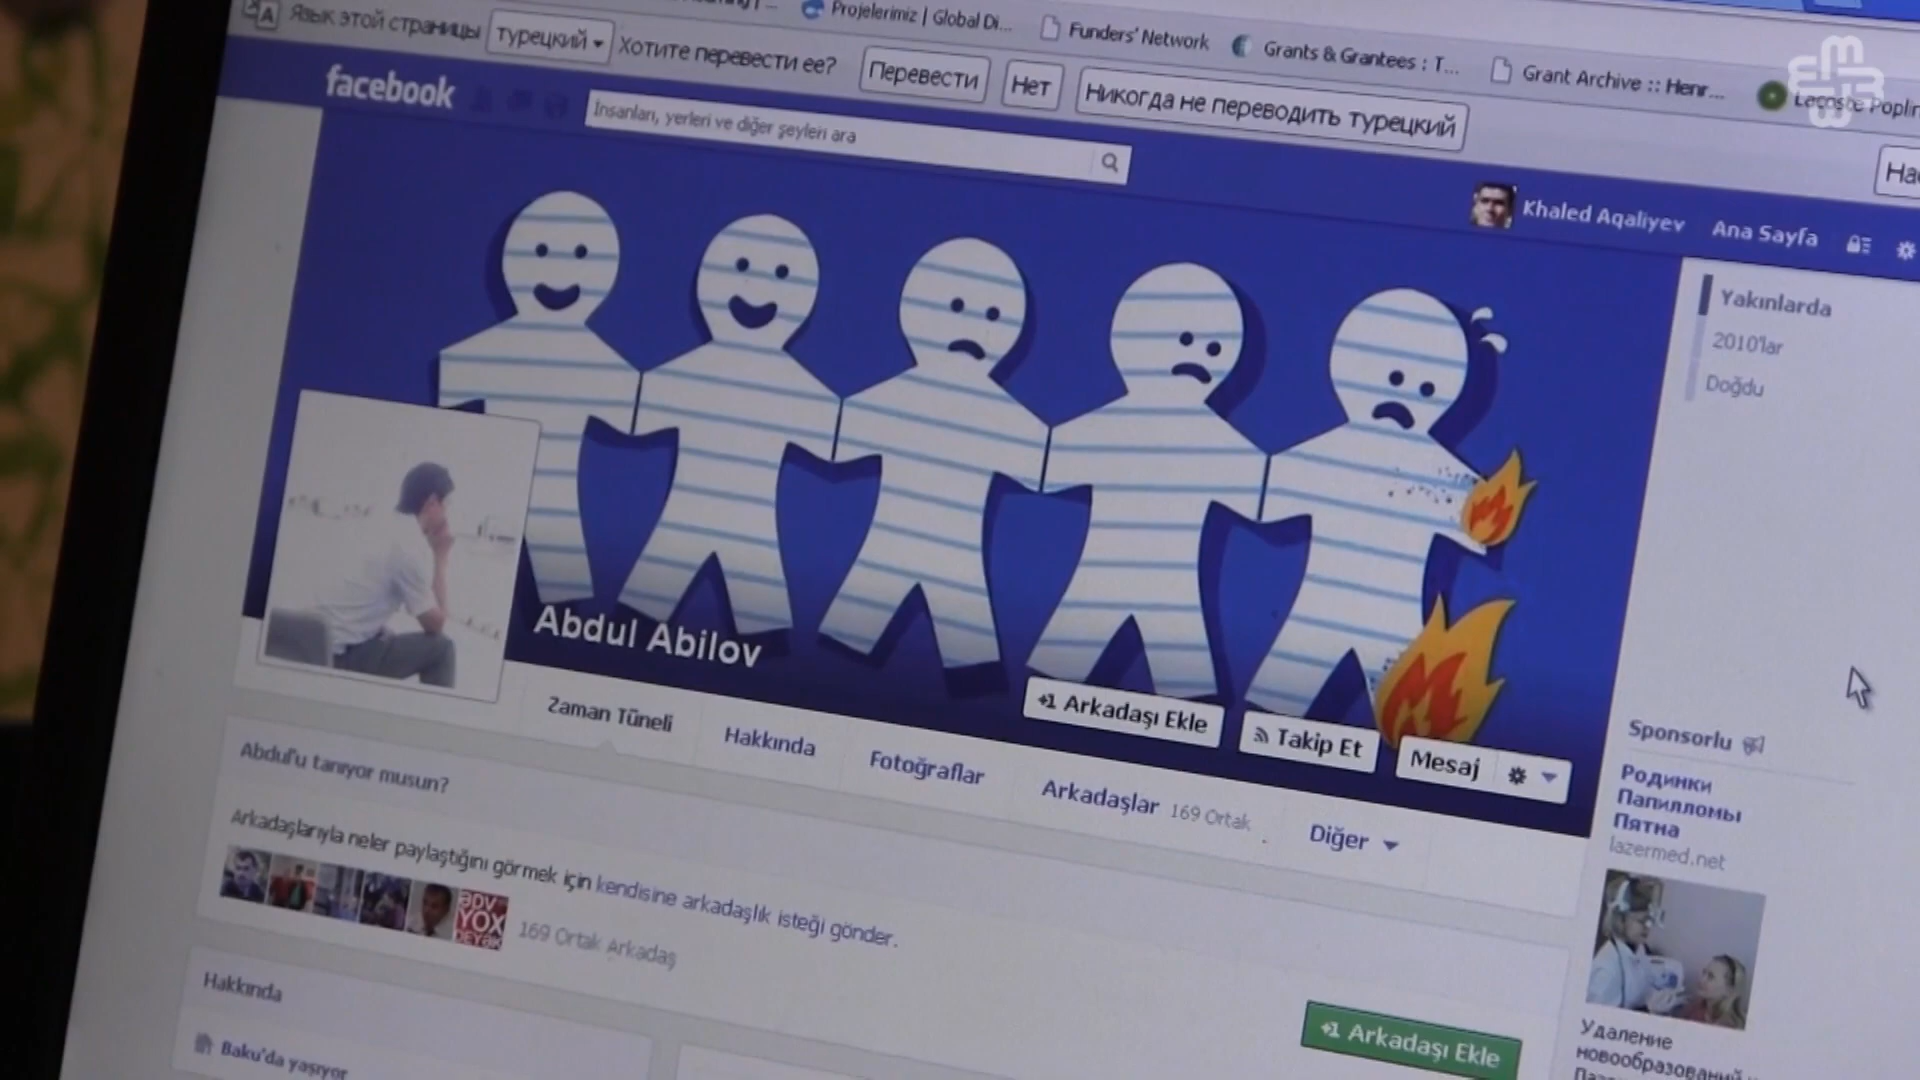 Projelerimiz | Global Di...
Funders' Network
Grants & Grantees : T...
Grant Archive :: Henr...
Lacoste Poplin
Язык этой страницы турецкий Хотите перевести ее? Перевести Нет Никогда не переводить турецкий
facebook
İnsanları, yerleri ve diğer şeyleri ara
Khaled Aqaliyev Ana Sayfa
Yakınlarda
2010'lar
Doğdu
Abdul Abilov
+1 Arkadaşı Ekle
Takip Et
Mesaj
Zaman Tüneli
Hakkında
Fotoğraflar
Arkadaşlar 169 Ortak
Diğer
Abdul'u tanıyor musun?
Arkadaşlarıyla neler paylaştığını görmek için kendisine arkadaşlık isteği gönder.
YOX
169 Ortak Arkadaş
+1 Arkadaşı Ekle
Hakkında
Baku'da yaşıyor
Sponsorlu
Родинки
Папилломы
Пятна
lazermed.net
Удаление
новообразований